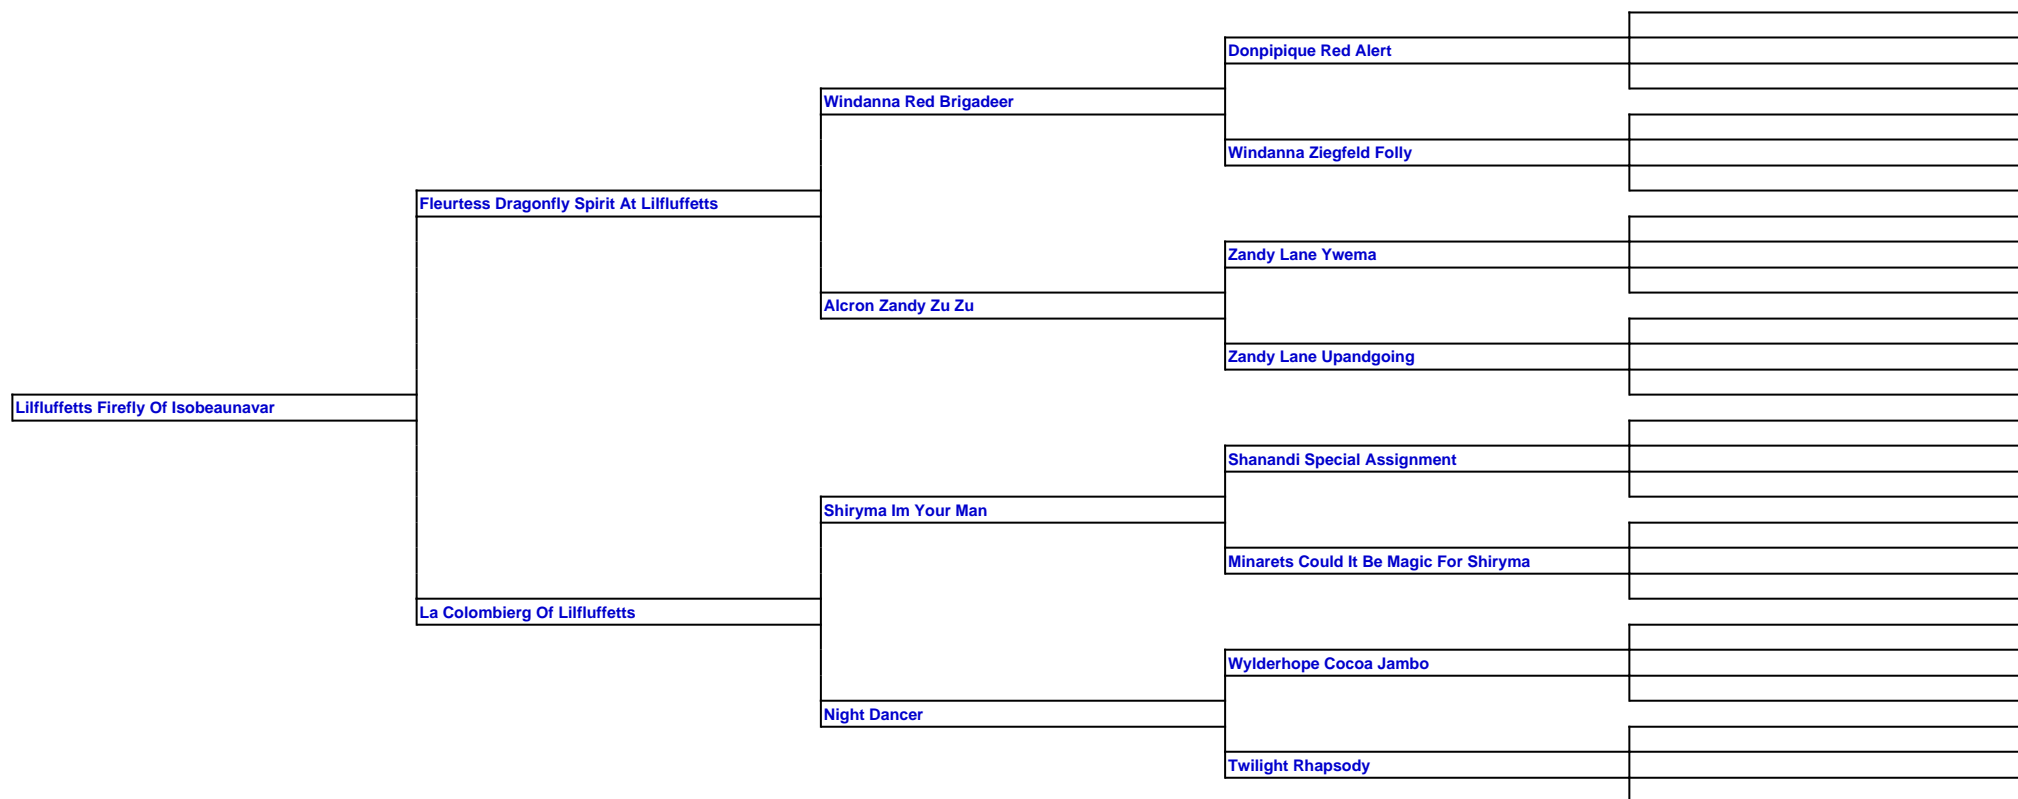 Donpipique Red Alert
Windanna Red Brigadeer
Windanna Ziegfeld Folly
Fleurtess Dragonfly Spirit At Lilfluffetts
Zandy Lane Ywema
Alcron Zandy Zu Zu
Zandy Lane Upandgoing
Lilfluffetts Firefly Of Isobeaunavar
Shanandi Special Assignment
Shiryma Im Your Man
Minarets Could It Be Magic For Shiryma
La Colombierg Of Lilfluffetts
Wylderhope Cocoa Jambo
Night Dancer
Twilight Rhapsody